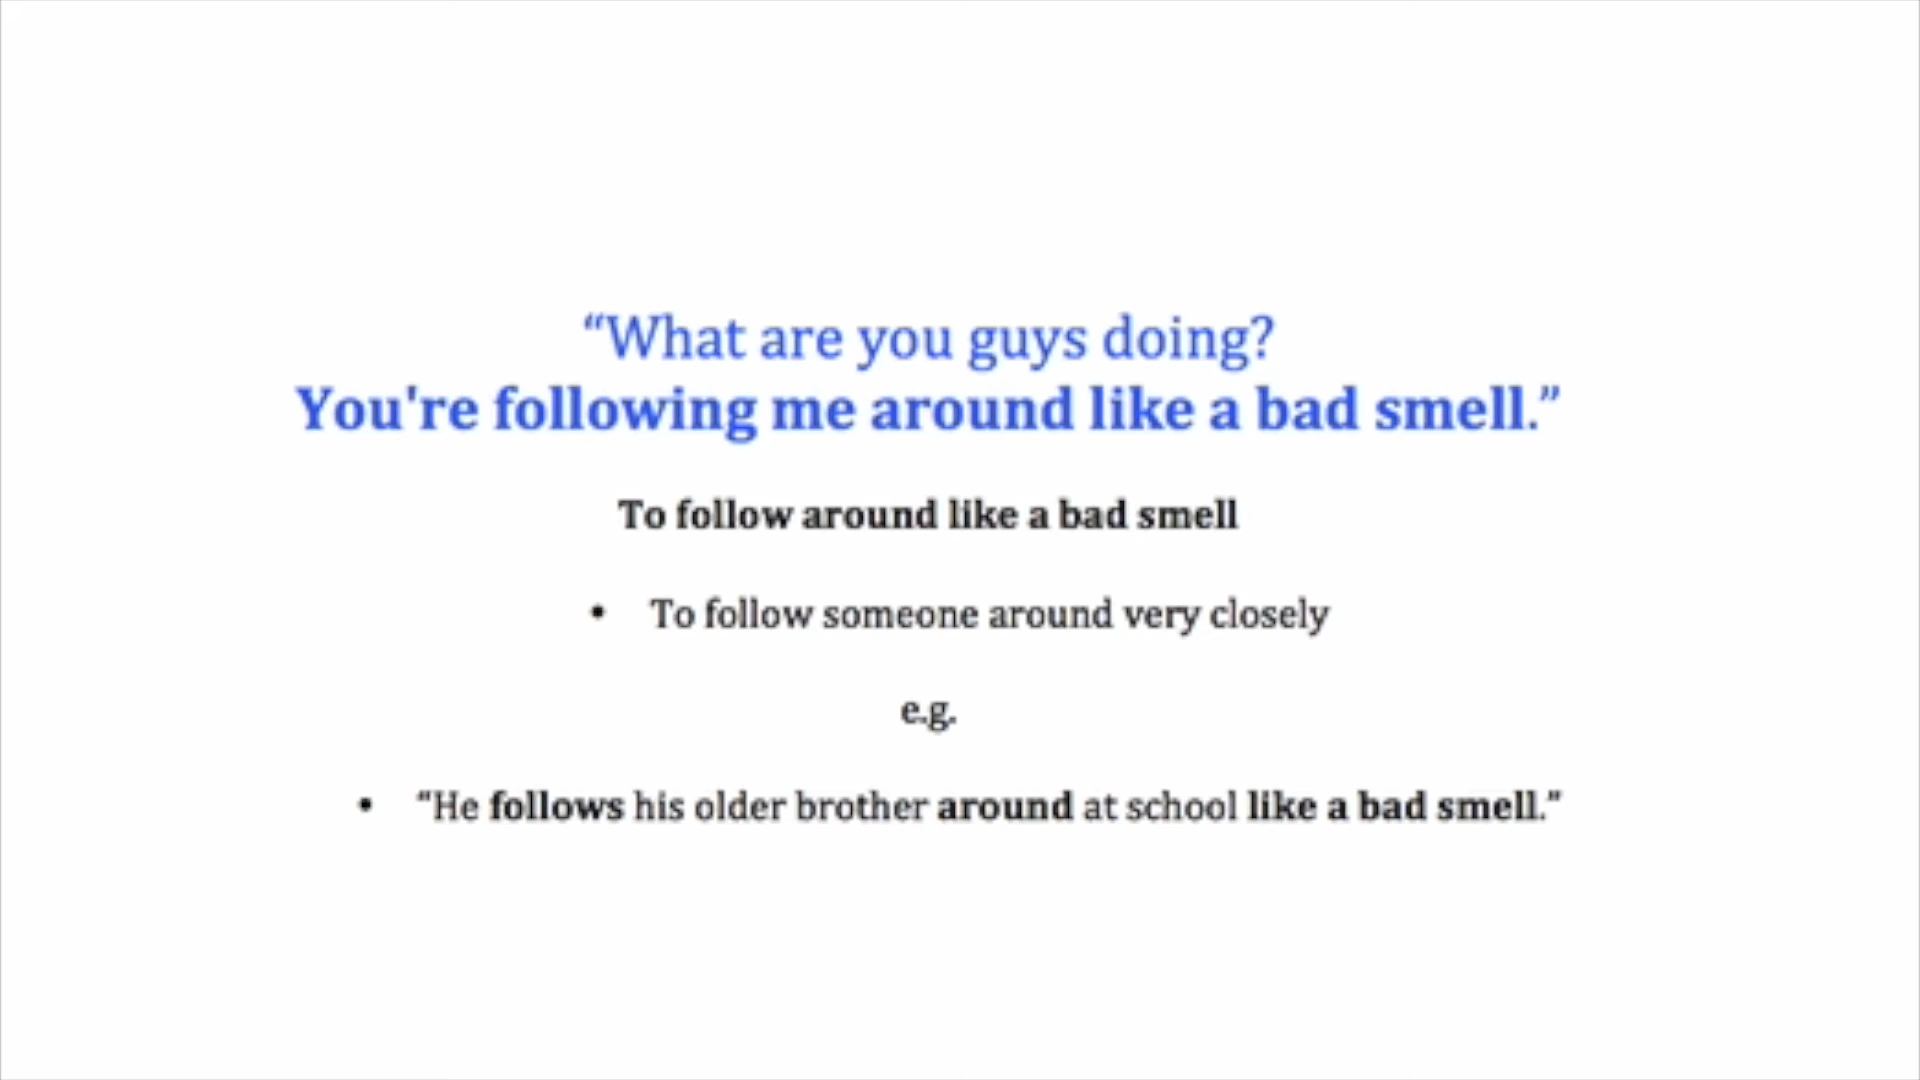 “What are you guys doing?
You're following me around like a bad smell.”
To follow around like a bad smell
• To follow someone around very closely
e.g.
• “He follows his older brother around at school like a bad smell.”